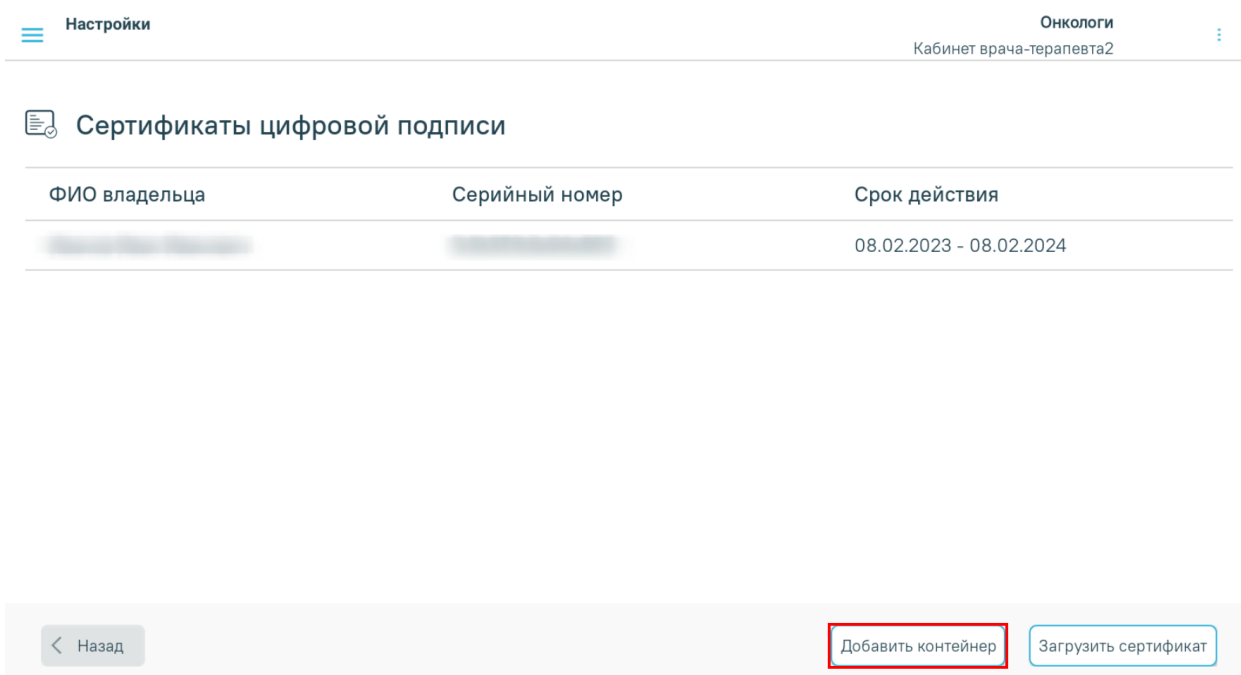 Настройки
Онкологи
Кабинет врача-терапевта2
Сертификаты цифровой подписи
ФИО владельца Серийный номер Срок действия
08.02.2023 - 08.02.2024
Назад Добавить контейнер Загрузить сертификат